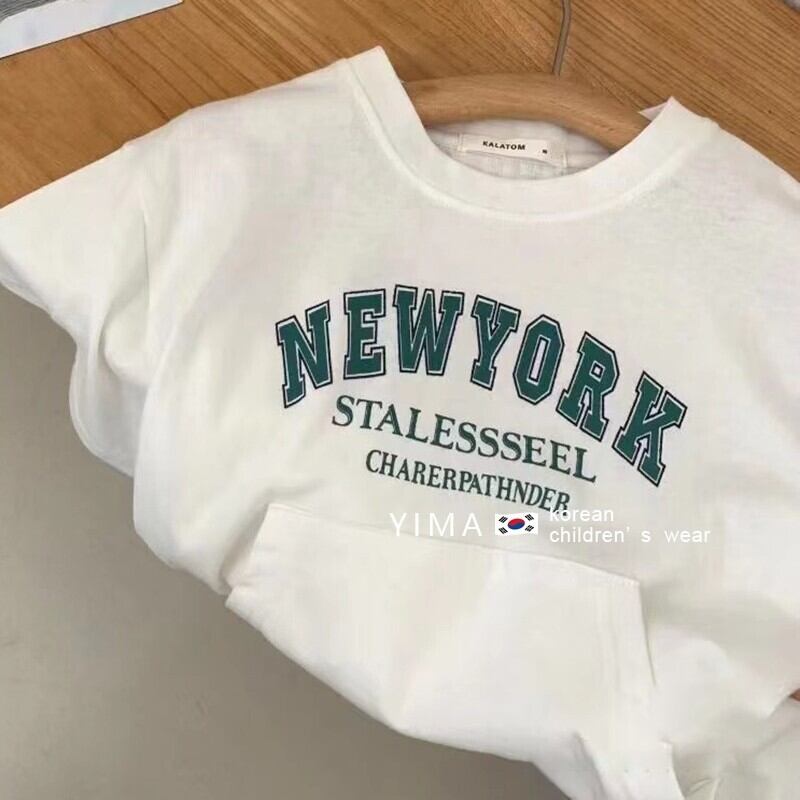 KALATOM
NEWYORK
STALESSSEEL
CHARERPATHNDER
YIMA
korean
children's wear